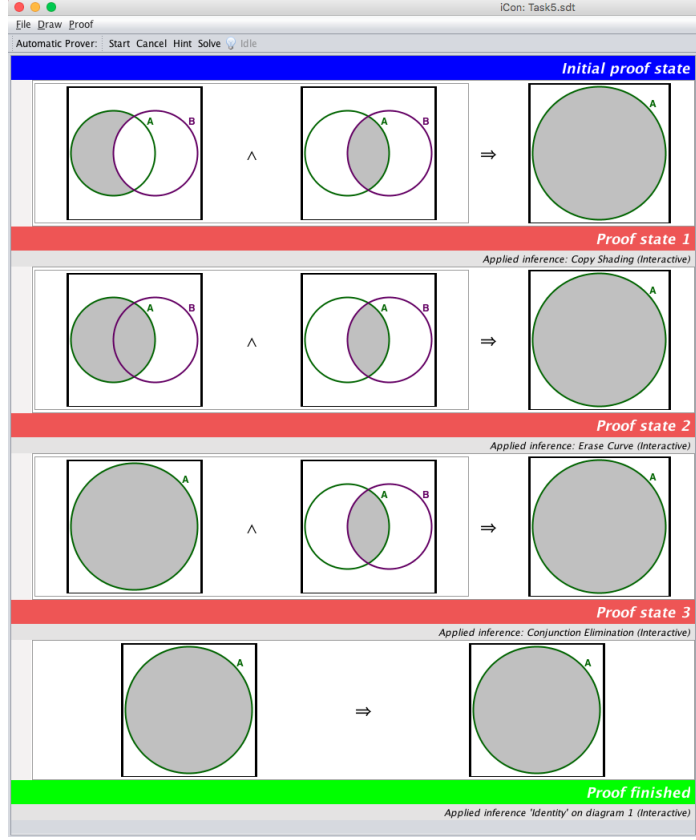 iCon: Task5.sdt
File Draw Proof
Automatic Prover: Start Cancel Hint Solve Idle
Initial proof state
A B ∧ A B ⇒ A
Proof state 1
Applied inference: Copy Shading (Interactive)
A B ∧ A B ⇒ A
Proof state 2
Applied inference: Erase Curve (Interactive)
A ∧ A B ⇒ A
Proof state 3
Applied inference: Conjunction Elimination (Interactive)
A ⇒ A
Proof finished
Applied inference 'Identity' on diagram 1 (Interactive)